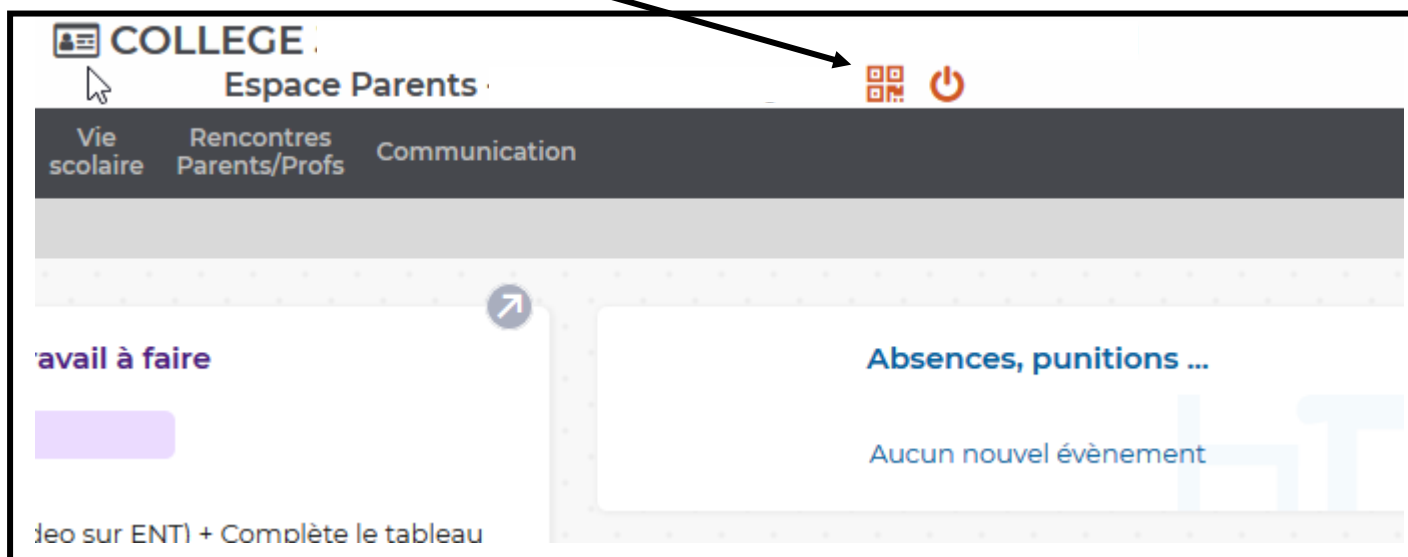 COLLEGE
Espace Parents -
Vie scolaire
Rencontres Parents/Profs
Communication
avail à faire
Absences, punitions ...
Aucun nouvel évènement
deo sur ENT) + Complète le tableau